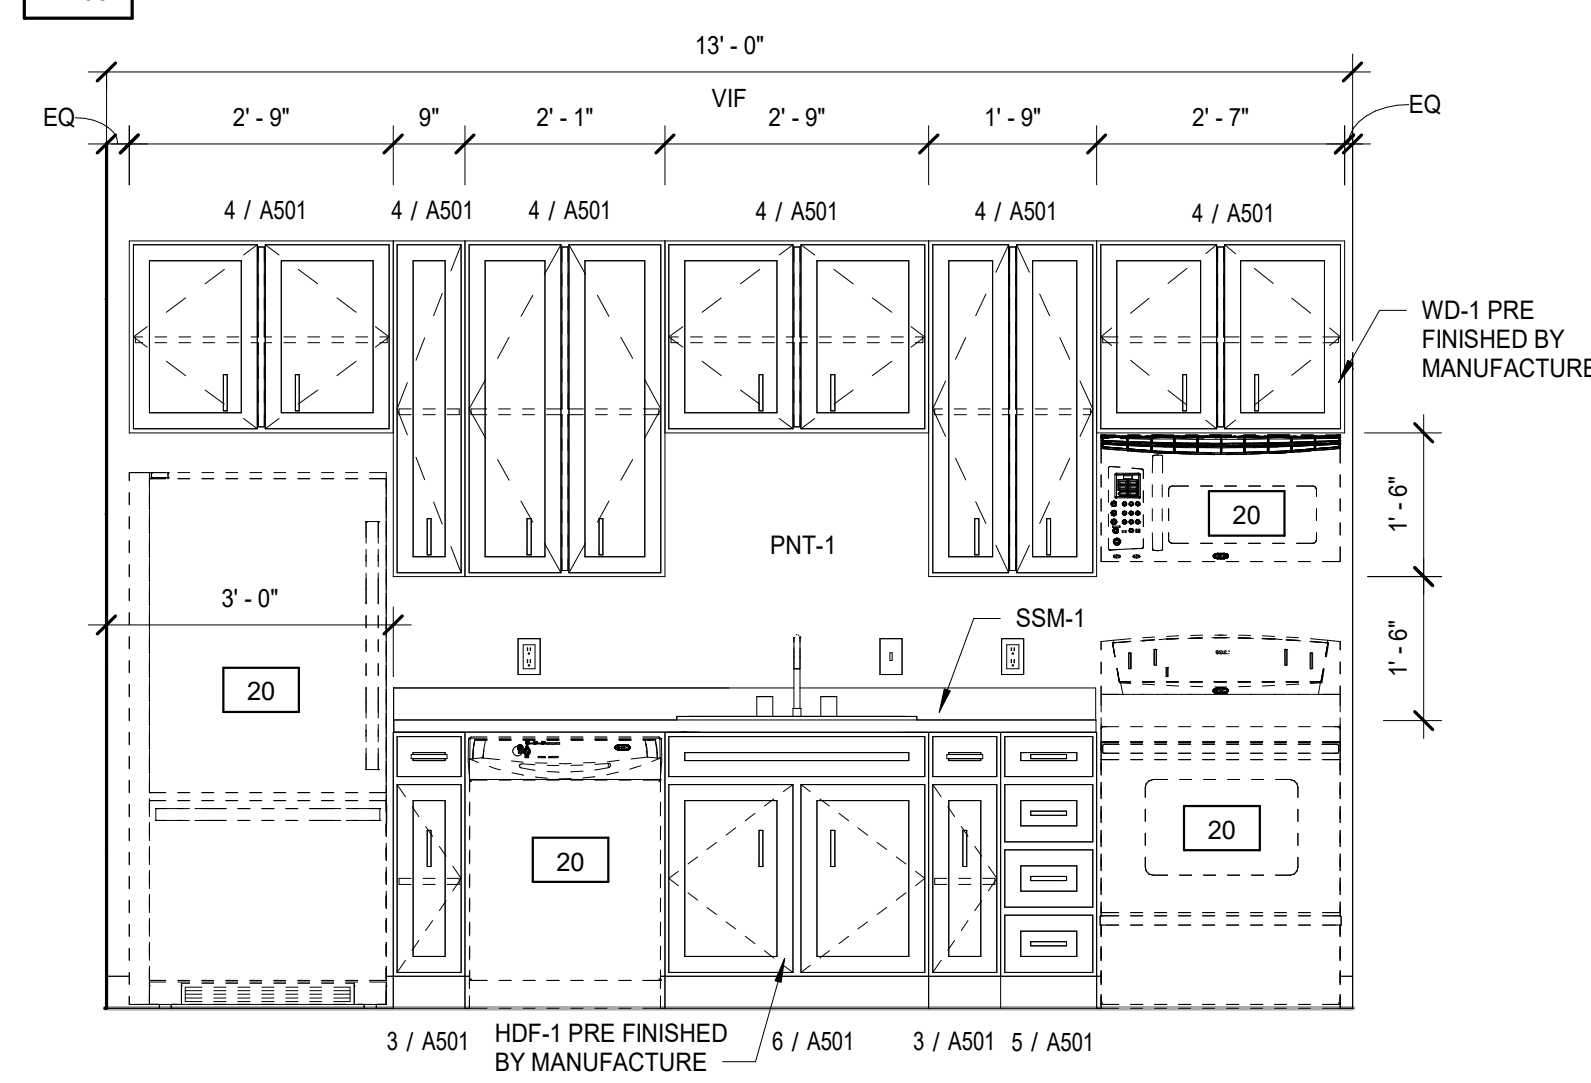 13' - 0"
VIF
EQ
2' - 9"
9"
2' - 1"
2' - 9"
1' - 9"
2' - 7"
EQ
4 / A501
4 / A501
4 / A501
4 / A501
4 / A501
4 / A501
WD-1 PRE
FINISHED BY
MANUFACTURE
1' - 6"
20
PNT-1
3' - 0"
SSM-1
1' - 6"
20
20
20
HDF-1 PRE FINISHED
BY MANUFACTURE
3 / A501
6 / A501
3 / A501
5 / A501